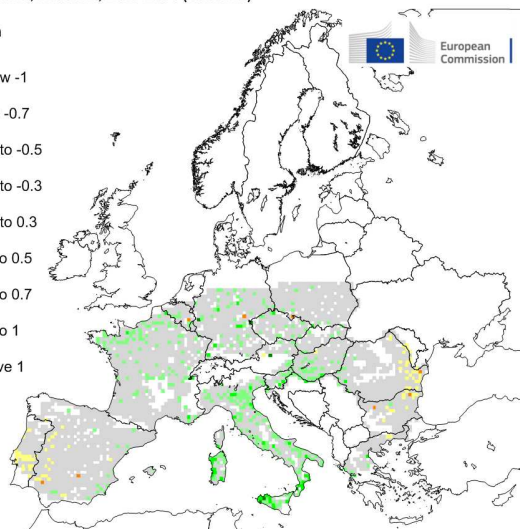 European
Commission
w -1
-0.7
to -0.5
to -0.3
to 0.3
o 0.5
o 0.7
o 1
ve 1